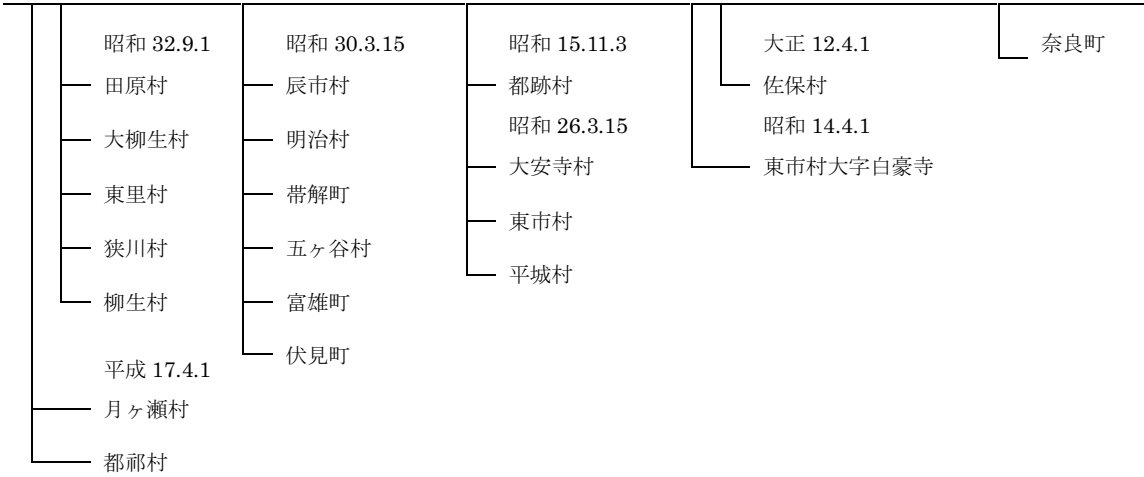 昭和 32.9.1
田原村
大柳生村
東里村
狭川村
柳生村
平成 17.4.1
月ヶ瀬村
都祁村
昭和 30.3.15
辰市村
明治村
帯解町
五ヶ谷村
富雄町
伏見町
昭和 15.11.3
都跡村
昭和 26.3.15
大安寺村
東市村
平城村
大正 12.4.1
佐保村
昭和 14.4.1
東市村大字白豪寺
奈良町